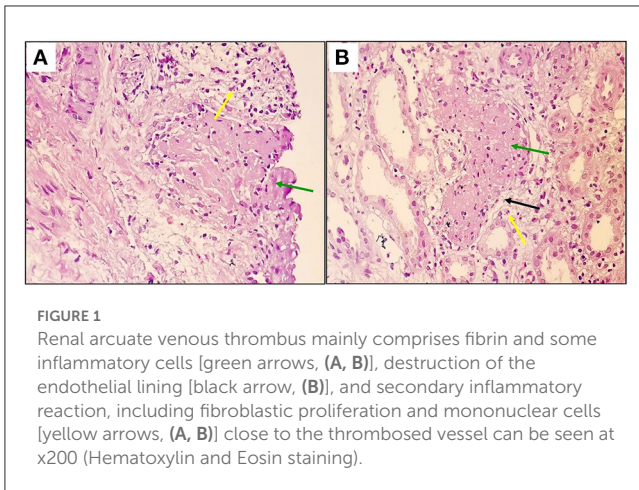 A
B
FIGURE 1
Renal arcuate venous thrombus mainly comprises fibrin and some
inflammatory cells [green arrows, (A, B)], destruction of the
endothelial lining [black arrow, (B)], and secondary inflammatory
reaction, including fibroblastic proliferation and mononuclear cells
[yellow arrows, (A, B)] close to the thrombosed vessel can be seen at
x200 (Hematoxylin and Eosin staining).